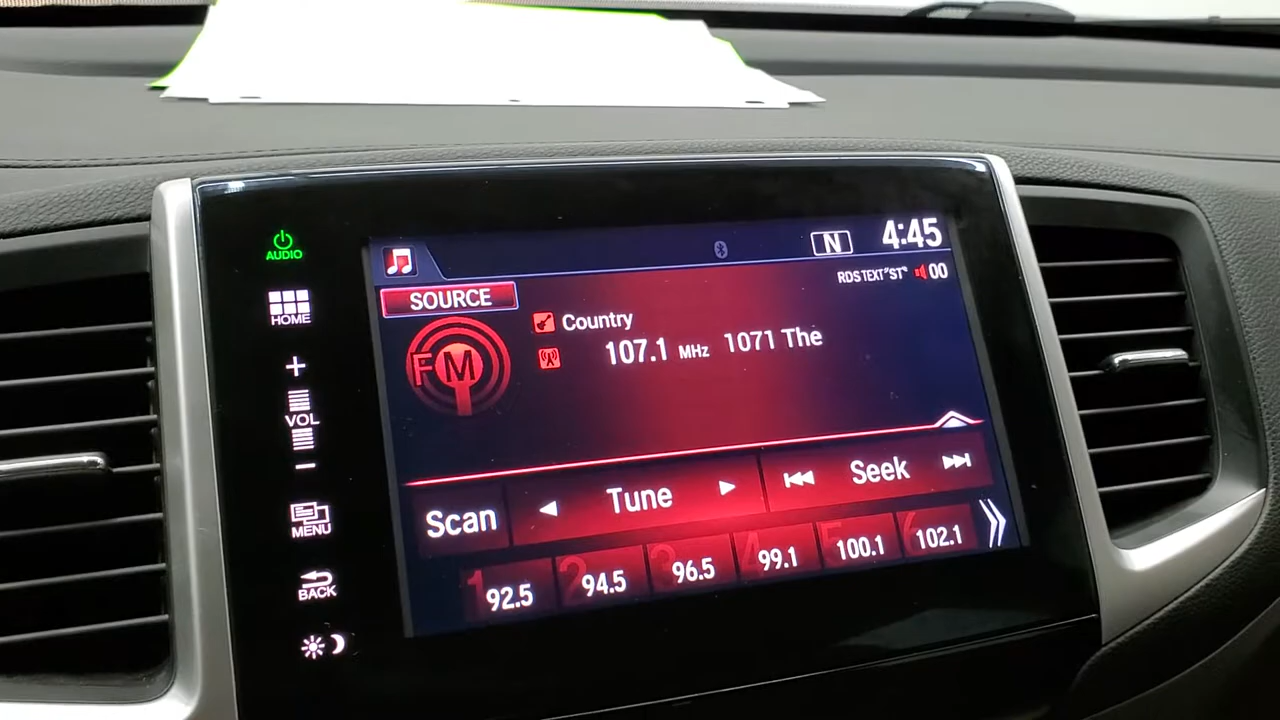 AUDIO
HOME
+
VOL
−
MENU
BACK
N 4:45
RDS TEXT "ST" 00
SOURCE
FM
Country
107.1 MHz 1071 The
Scan Tune Seek
1 92.5 2 94.5 3 96.5 4 99.1 5 100.1 6 102.1